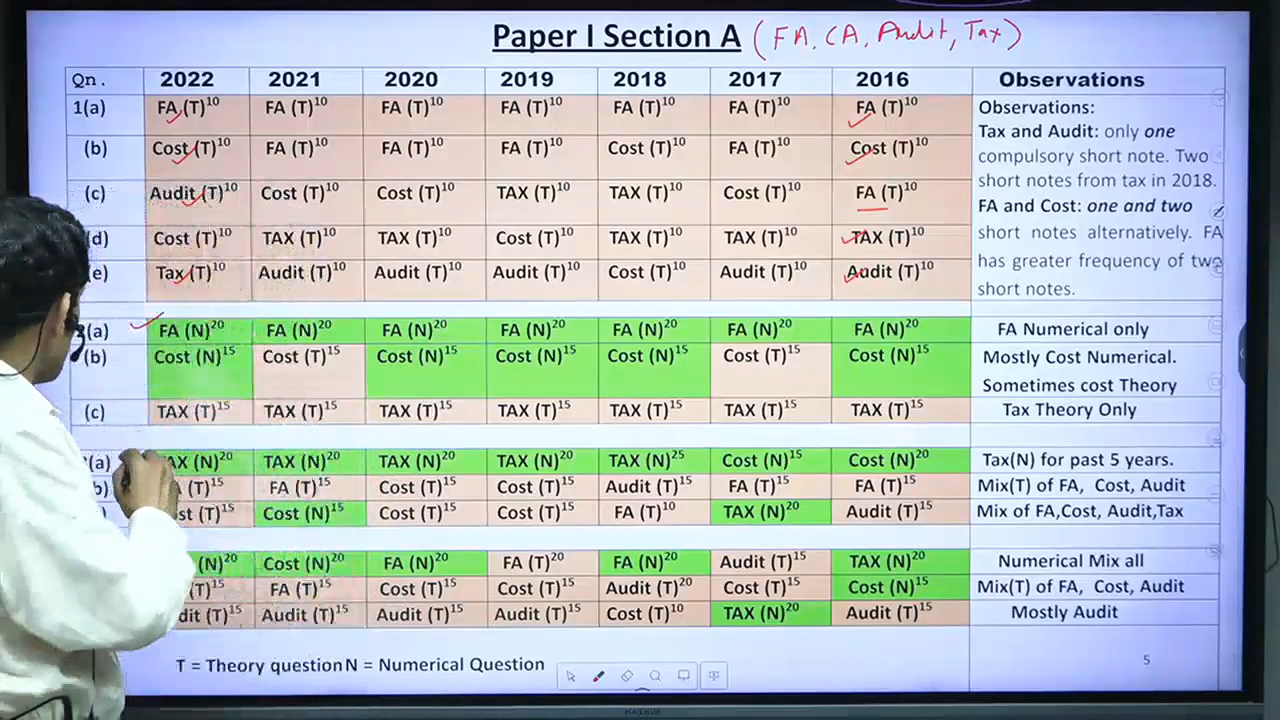 Paper I Section A (FA, CA, Audit, Tax)
Qn. 2022 2021 2020 2019 2018 2017 2016 Observations
1(a) FA (T)10 FA (T)10 FA (T)10 FA (T)10 FA (T)10 FA (T)10 FA (T)10 Observations:
Tax and Audit: only one
(b) Cost (T)10 FA (T)10 FA (T)10 FA (T)10 Cost (T)10 FA (T)10 Cost (T)10 compulsory short note. Two
short notes from tax in 2018.
(c) Audit (T)10 Cost (T)10 Cost (T)10 TAX (T)10 TAX (T)10 Cost (T)10 FA (T)10
FA and Cost: one and two
(d) Cost (T)10 TAX (T)10 TAX (T)10 Cost (T)10 TAX (T)10 TAX (T)10 TAX (T)10 short notes alternatively. FA
has greater frequency of two
(e) Tax (T)10 Audit (T)10 Audit (T)10 Audit (T)10 Cost (T)10 Audit (T)10 Audit (T)10
short notes.
(a) FA (N)20 FA (N)20 FA (N)20 FA (N)20 FA (N)20 FA (N)20 FA (N)20 FA Numerical only
(b) Cost (N)15 Cost (T)15 Cost (N)15 Cost (N)15 Cost (N)15 Cost (T)15 Cost (N)15 Mostly Cost Numerical.
Sometimes cost Theory
(c) TAX (T)15 TAX (T)15 TAX (T)15 TAX (T)15 TAX (T)15 TAX (T)15 TAX (T)15 Tax Theory Only
(a) AX (N)20 TAX (N)20 TAX (N)20 TAX (N)20 TAX (N)25 Cost (N)15 Cost (N)20 Tax(N) for past 5 years.
b) (T)15 FA (T)15 Cost (T)15 Cost (T)15 Audit (T)15 FA (T)15 FA (T)15 Mix(T) of FA, Cost, Audit
st (T)15 Cost (N)15 Cost (T)15 Cost (T)15 FA (T)10 TAX (N)20 Audit (T)15 Mix of FA,Cost, Audit,Tax
(N)20 Cost (N)20 FA (N)20 FA (T)20 FA (N)20 Audit (T)15 TAX (N)20 Numerical Mix all
(T)15 FA (T)15 Cost (T)15 Cost (T)15 Audit (T)20 Cost (T)15 Cost (N)15 Mix(T) of FA, Cost, Audit
dit (T)15 Audit (T)15 Audit (T)15 Audit (T)15 Cost (T)10 TAX (N)20 Audit (T)15 Mostly Audit
T = Theory question N = Numerical Question 5
MAXHUB